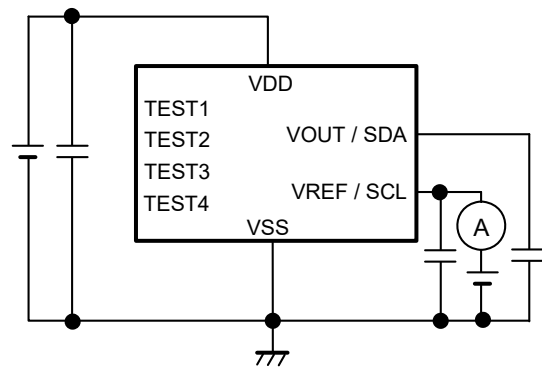 VDD
TEST1
TEST2
VOUT / SDA
TEST3
VREF / SCL
TEST4
VSS
A